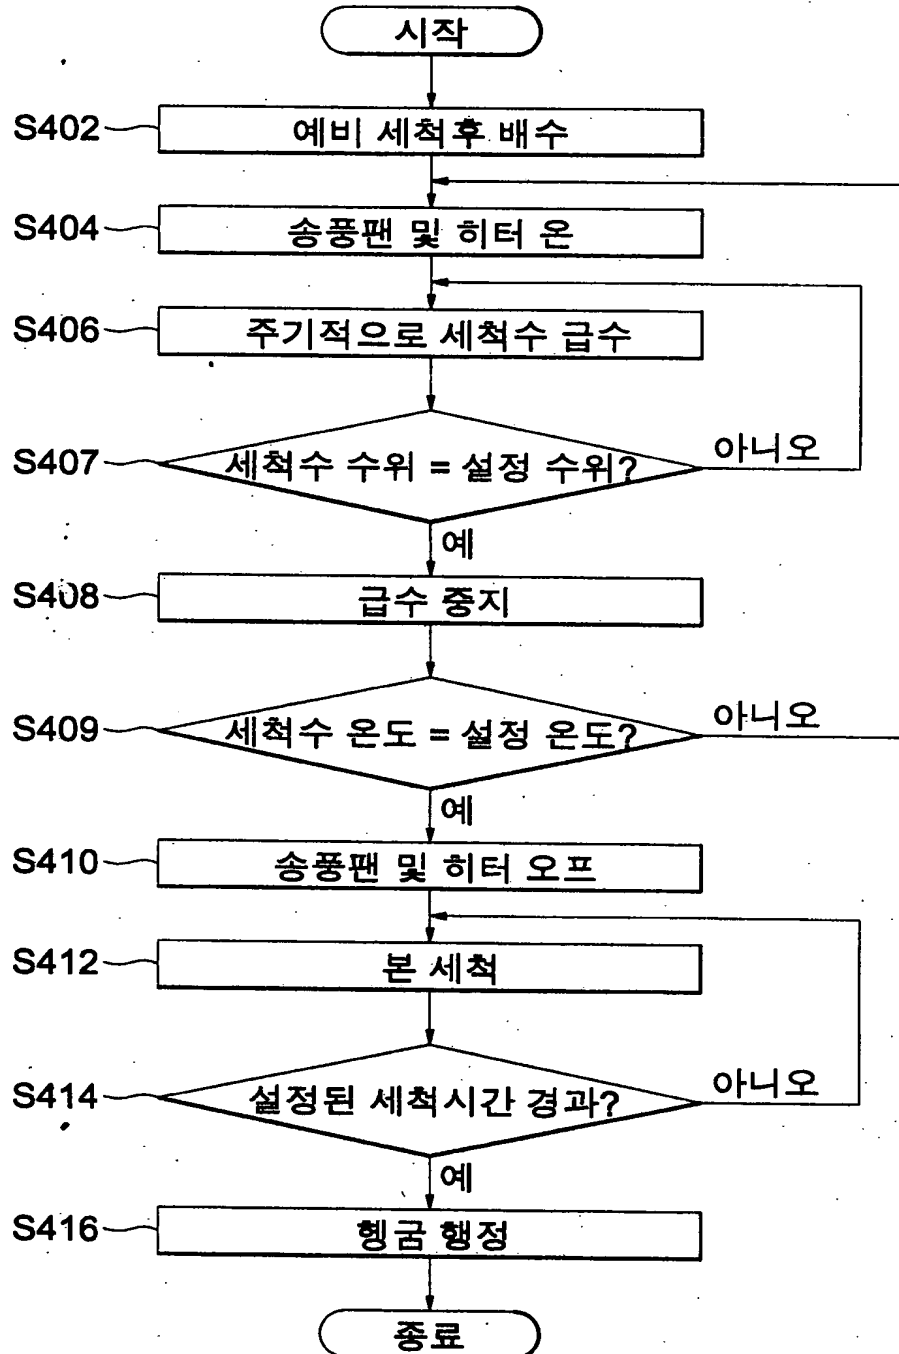 시작
S402 예비 세척후 배수
S404 송풍팬 및 히터 온
S406 주기적으로 세척수 급수
S407 세척수 수위 = 설정 수위? 아니오
예
S408 급수 중지
S409 세척수 온도 = 설정 온도? 아니오
예
S410 송풍팬 및 히터 오프
S412 본 세척
S414 설정된 세척시간 경과? 아니오
예
S416 헹굼 행정
종료